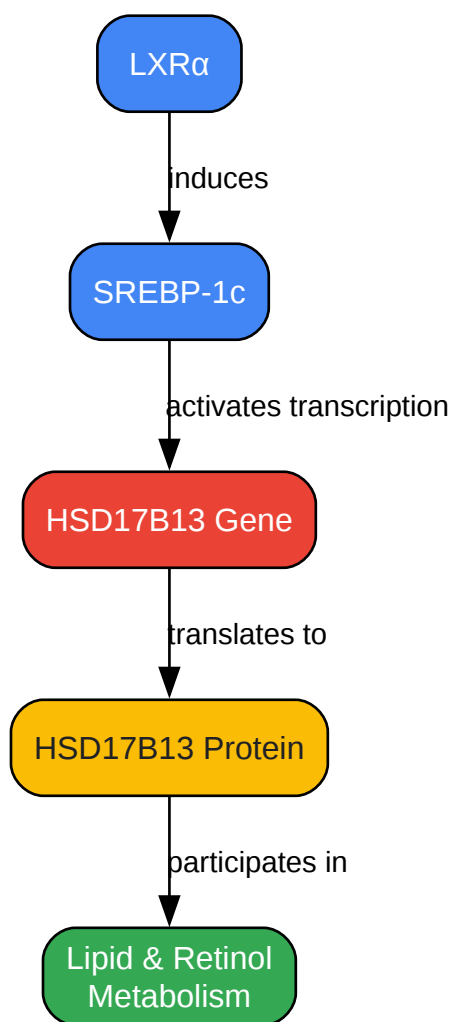 LXRα
induces
SREBP-1c
activates transcription
HSD17B13 Gene
translates to
HSD17B13 Protein
participates in
Lipid & Retinol
Metabolism